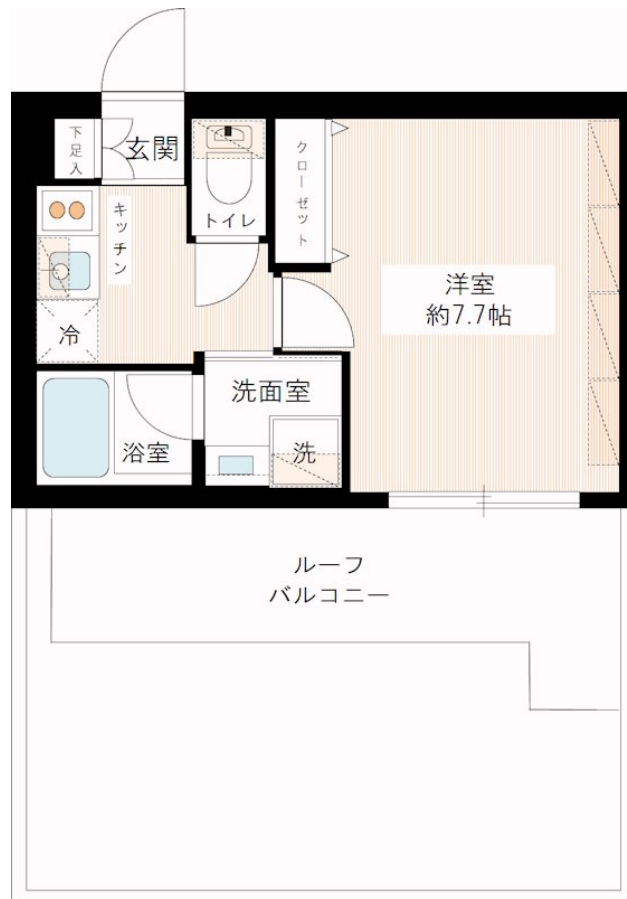 下足入
玄関
トイレ
クローゼット
キッチン
洋室
約7.7帖
冷
洗面室
浴室
洗
ルーフ
バルコニー